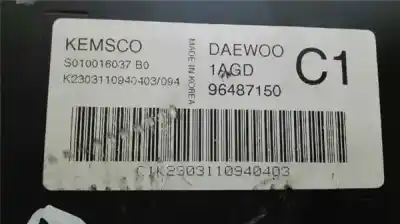 KEMSCO
S010016037 B0
K2303110940403/094
MADE IN KOREA
DAEWOO
1AGD
96487150
C1
C1K2303110940403